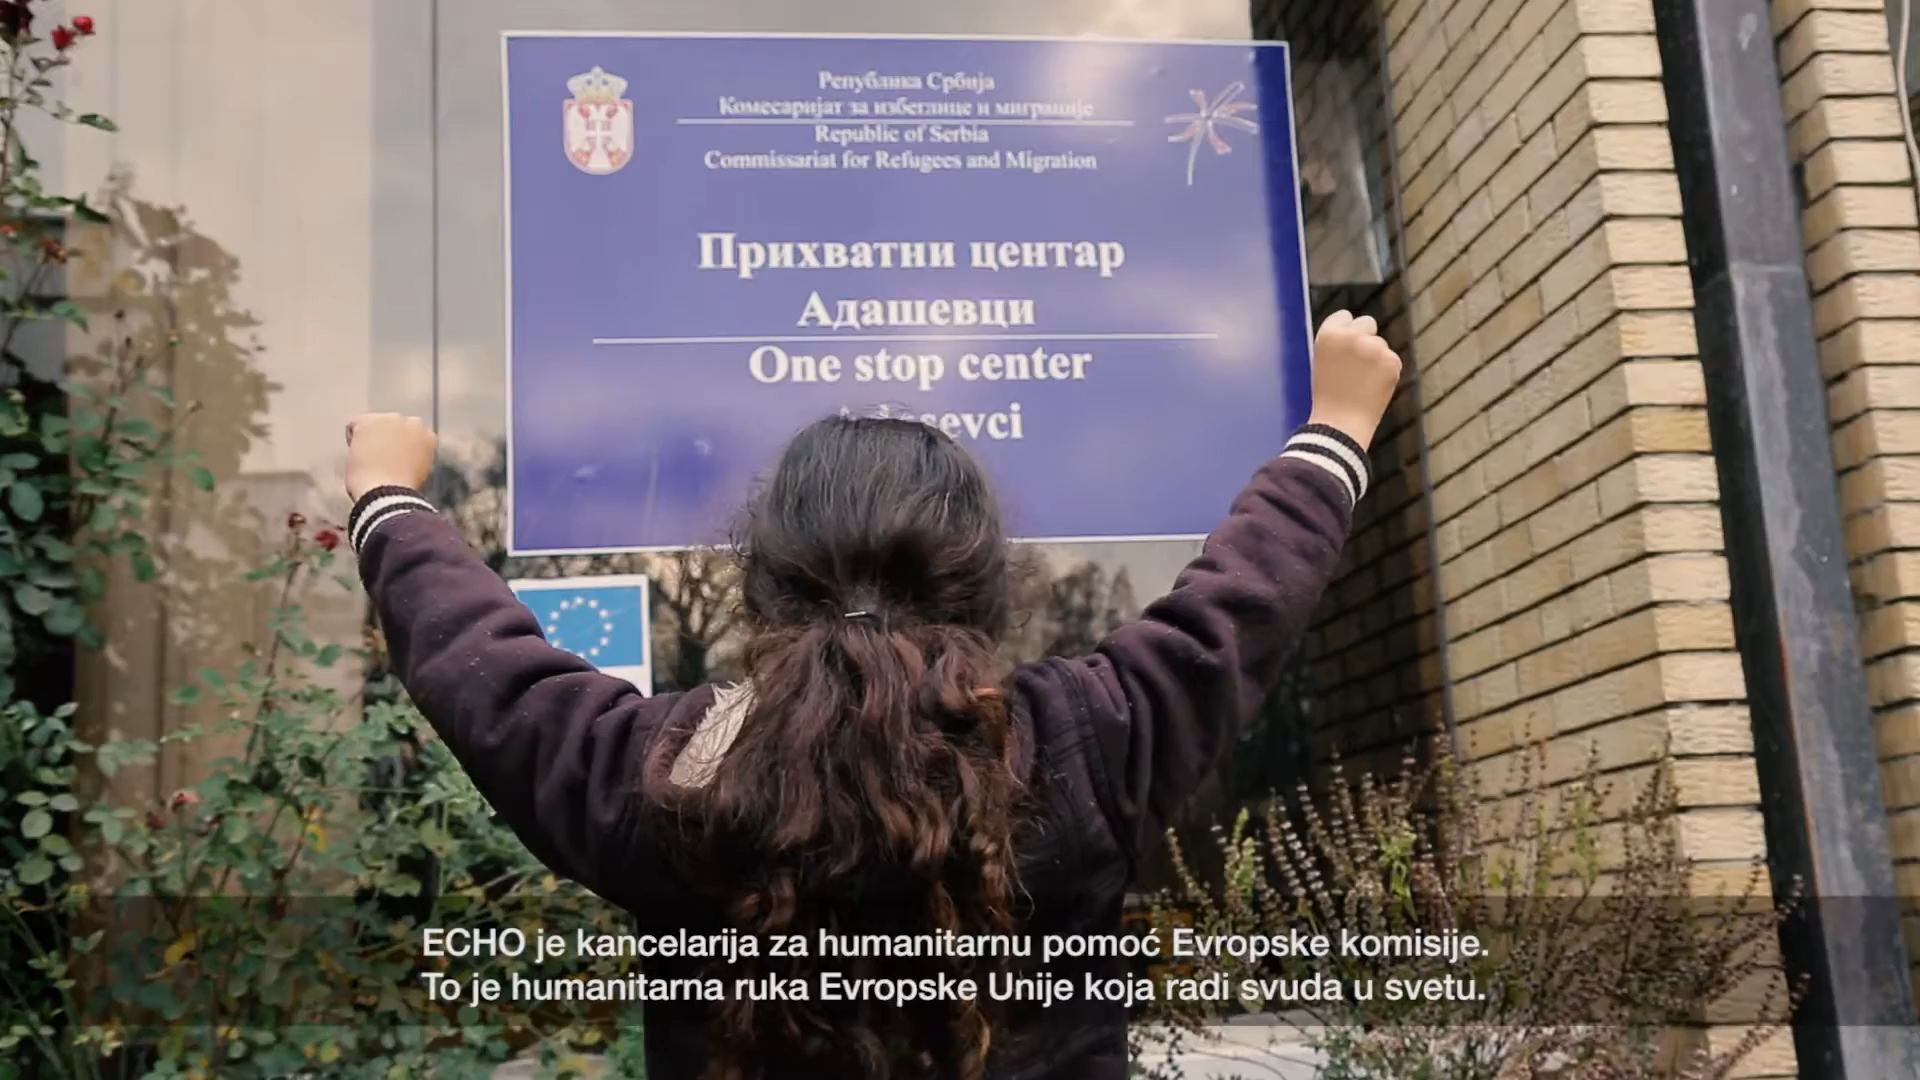 Република Србија
Комесаријат за избеглице и миграције
Republic of Serbia
Commissariat for Refugees and Migration
Прихватни центар
Адашевци
One stop center
ECHO je kancelarija za humanitarnu pomoć Evropske komisije.
To je humanitarna ruka Evropske Unije koja radi svuda u svetu.